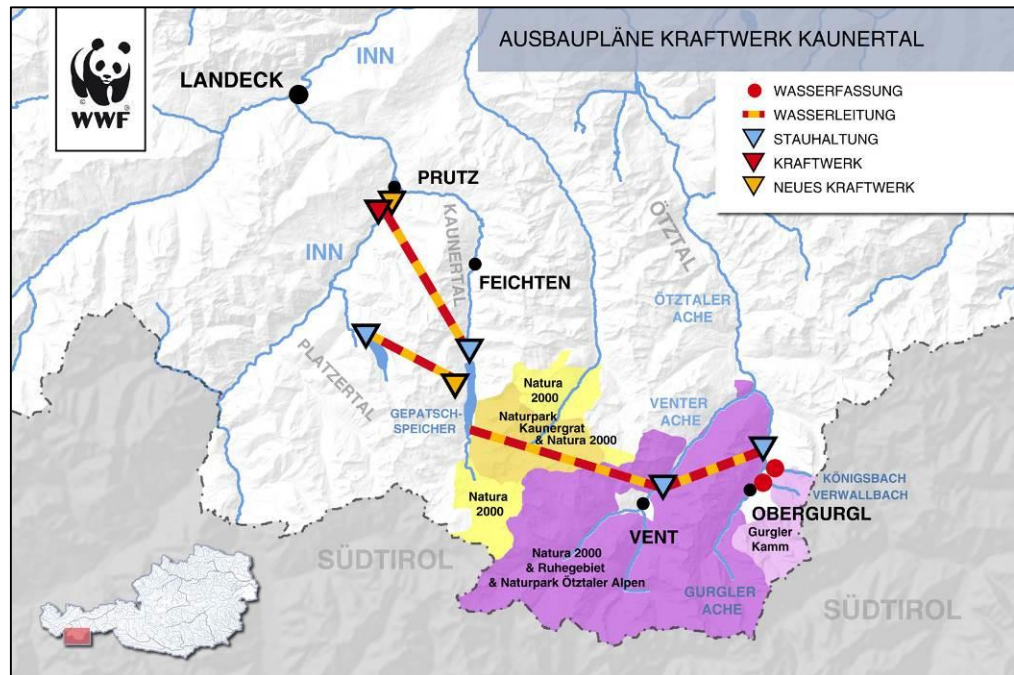 AUSBAUPLÄNE KRAFTWERK KAUNERTAL
WWF
INN
LANDECK
WASSERFASSUNG
WASSERLEITUNG
STAUHALTUNG
KRAFTWERK
NEUES KRAFTWERK
PRUTZ
KAUNERTAL
ÖTZTAL
INN
FEICHTEN
ÖTZTALER
ACHE
PLATZERTAL
GEPATSCH-
SPEICHER
Natura
2000
Naturpark
Kaunergrat
& Natura 2000
VENTER
ACHE
Natura
2000
KÖNIGSBACH
VERWALLBACH
OBERGURGL
VENT
Gurgler
Kamm
Natura 2000
& Ruhegebiet
& Naturpark Ötztaler Alpen
GURGLER
ACHE
SÜDTIROL
SÜDTIROL